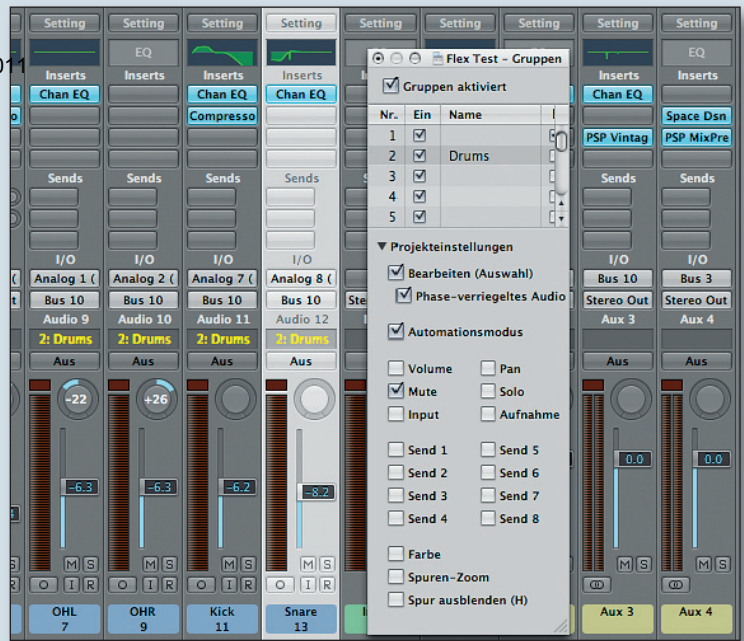 Setting Setting Setting Setting Setting Setting Setting Setting Setting
011
EQ EQ
Inserts Inserts Inserts Inserts Inserts Inserts
Chan EQ Chan EQ Chan EQ Chan EQ
Compresso Space Dsn
PSP Vintag PSP MixPre
Sends Sends Sends Sends Sends Sends
I/O I/O I/O I/O I/O I/O
Analog 1 ( Analog 2 ( Analog 7 ( Analog 8 ( Bus 10 Bus 3
Bus 10 Bus 10 Bus 10 Bus 10 Stereo Out Stereo Out
Audio 9 Audio 10 Audio 11 Audio 12 Aux 3 Aux 4
2: Drums 2: Drums 2: Drums 2: Drums
Aus Aus Aus Aus Aus Aus
-22 +26
-6.3 -6.3 -6.2 -8.2 0.0 0.0
M S M S M S M S M S M S
I R I R I R I R
OHL OHR Kick Snare Aux 3 Aux 4
7 9 11 13
Flex Test – Gruppen
Gruppen aktiviert
Nr. Ein Name
1
2 Drums
3
4
5
Projekteinstellungen
Bearbeiten (Auswahl)
Phase-verriegeltes Audio
Automationsmodus
Volume Pan
Mute Solo
Input Aufnahme
Send 1 Send 5
Send 2 Send 6
Send 3 Send 7
Send 4 Send 8
Farbe
Spuren-Zoom
Spur ausblenden (H)